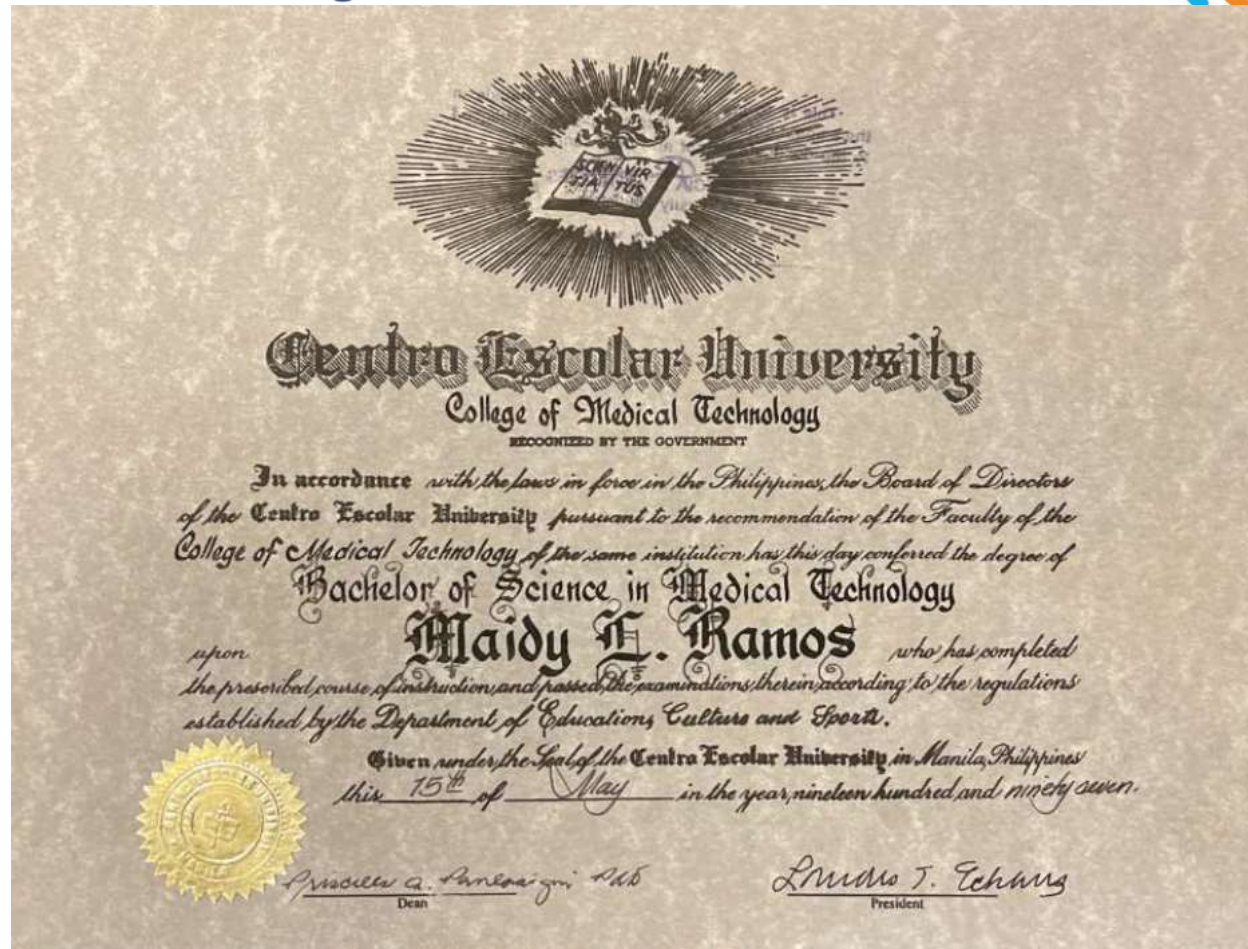 SCIEN VIR
TIA TUS
Centro Escolar University
College of Medical Technology
RECOGNIZED BY THE GOVERNMENT
In accordance with the laws in force in the Philippines, the Board of Directors
of the Centro Escolar University pursuant to the recommendation of the Faculty of the
College of Medical Technology of the same institution has this day conferred the degree of
Bachelor of Science in Medical Technology
upon Maidy E. Ramos who has completed
the prescribed course of instruction and passed the examinations therein according to the regulations
established by the Department of Education, Culture and Sports.
Given under the Seal of the Centro Escolar University in Manila, Philippines
this 15th of May in the year, nineteen hundred and ninety seven.
Dean
President